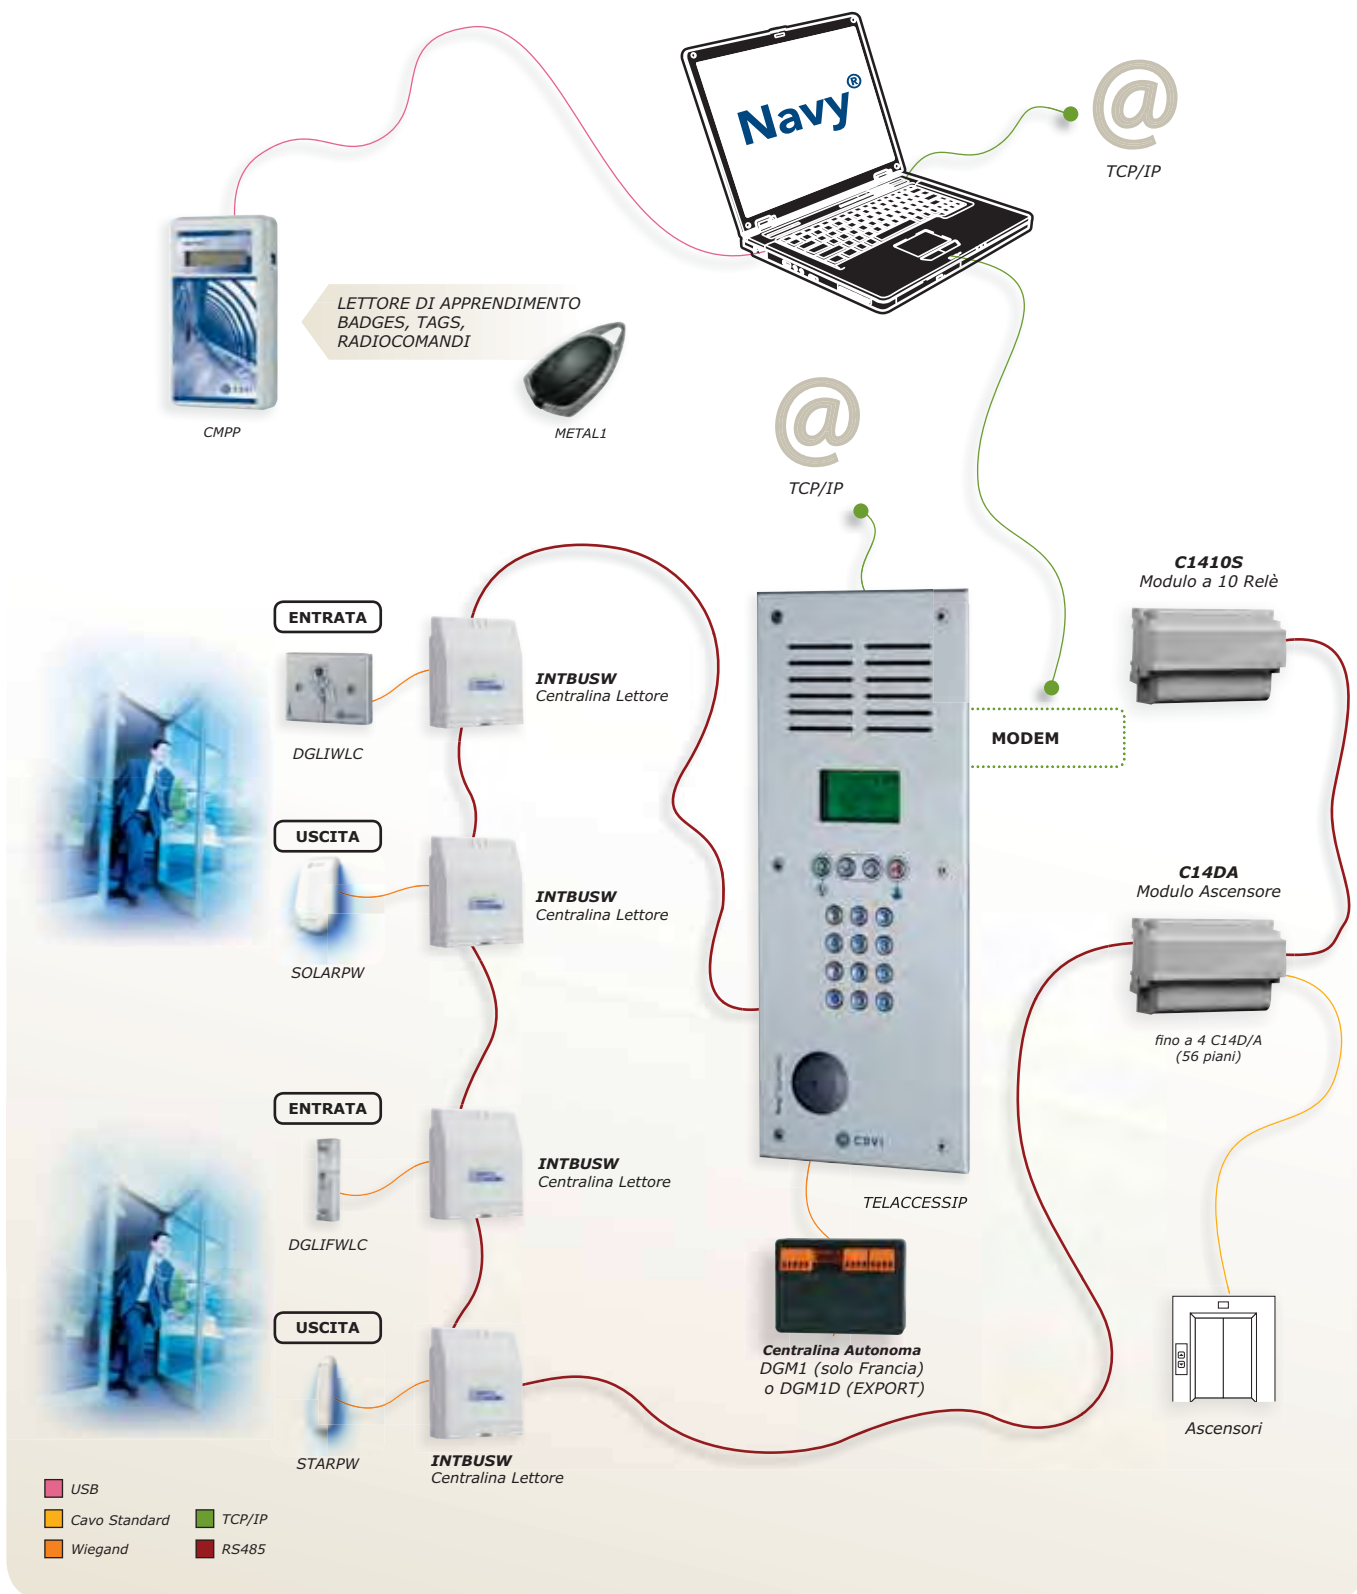 Navy®
@
TCP/IP
LETTORE DI APPRENDIMENTO
BADGES, TAGS,
RADIOCOMANDI
CDVI
CMPP
METAL1
@
TCP/IP
C1410S
Modulo a 10 Relè
ENTRATA
INTBUSW
Centralina Lettore
DGLIWLC
MODEM
USCITA
INTBUSW
Centralina Lettore
SOLARPW
C14DA
Modulo Ascensore
fino a 4 C14D/A
(56 piani)
ENTRATA
INTBUSW
Centralina Lettore
DGLIFWLC
CDVI
TELACCESSIP
USCITA
Centralina Autonoma
DGM1 (solo Francia)
o DGM1D (EXPORT)
Ascensori
STARPW
INTBUSW
Centralina Lettore
USB
Cavo Standard
TCP/IP
Wiegand
RS485